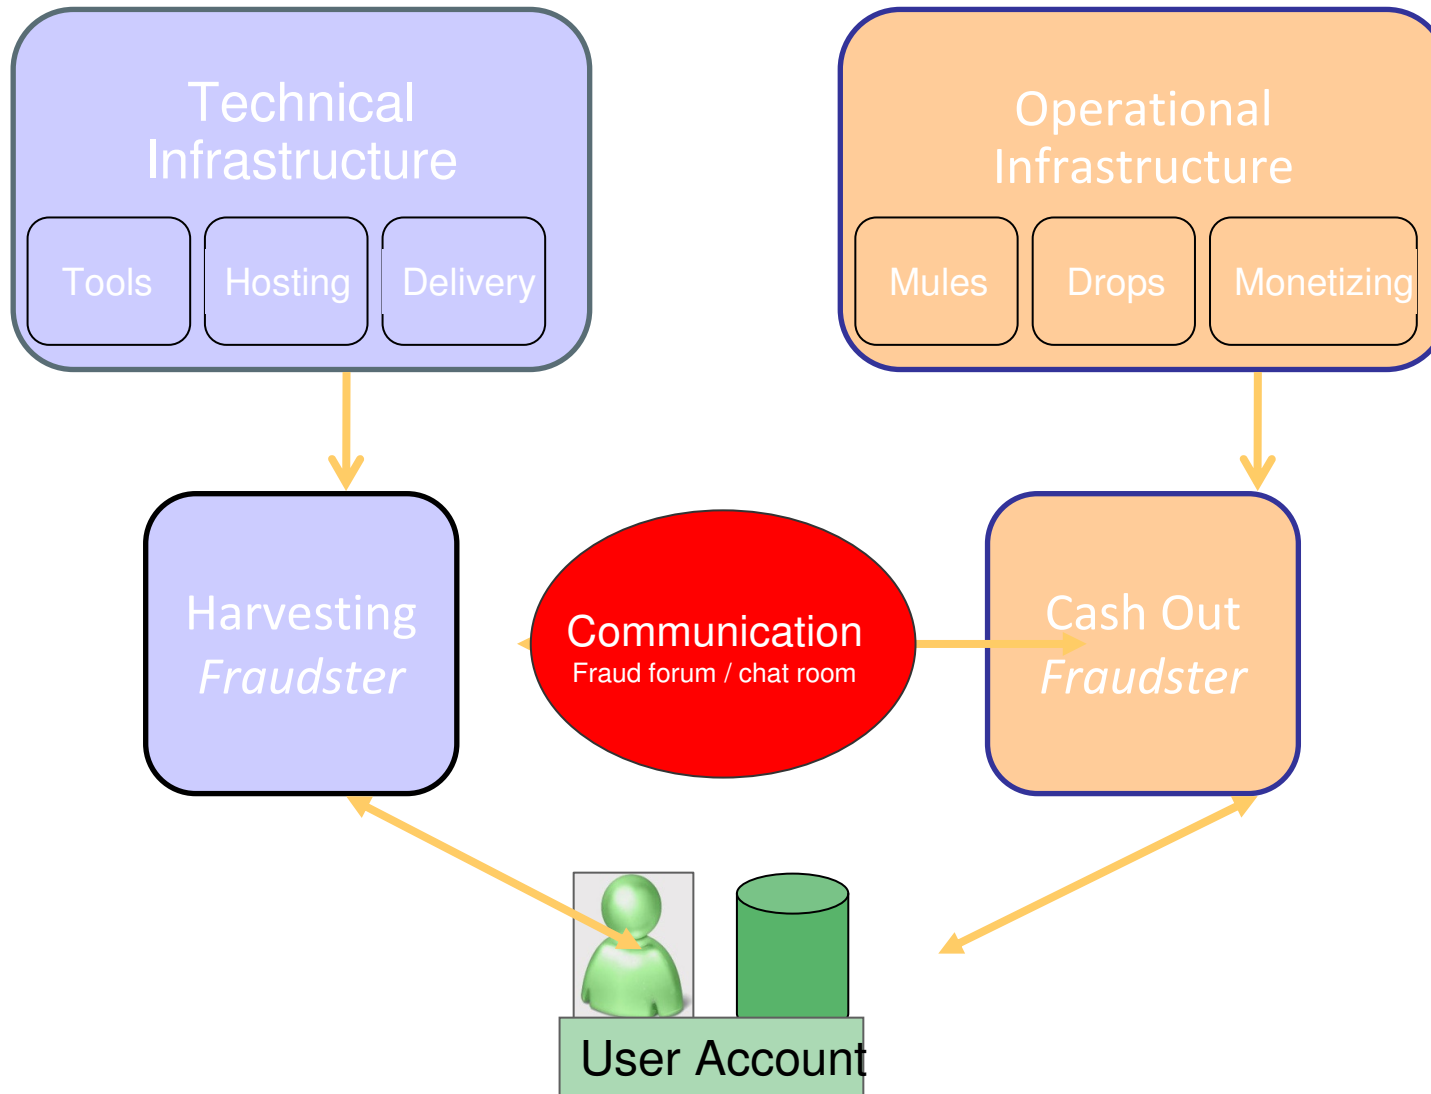 Technical
Infrastructure
Tools
Hosting
Delivery
Operational
Infrastructure
Mules
Drops
Monetizing
Harvesting
Fraudster
Communication
Fraud forum / chat room
Cash Out
Fraudster
User Account